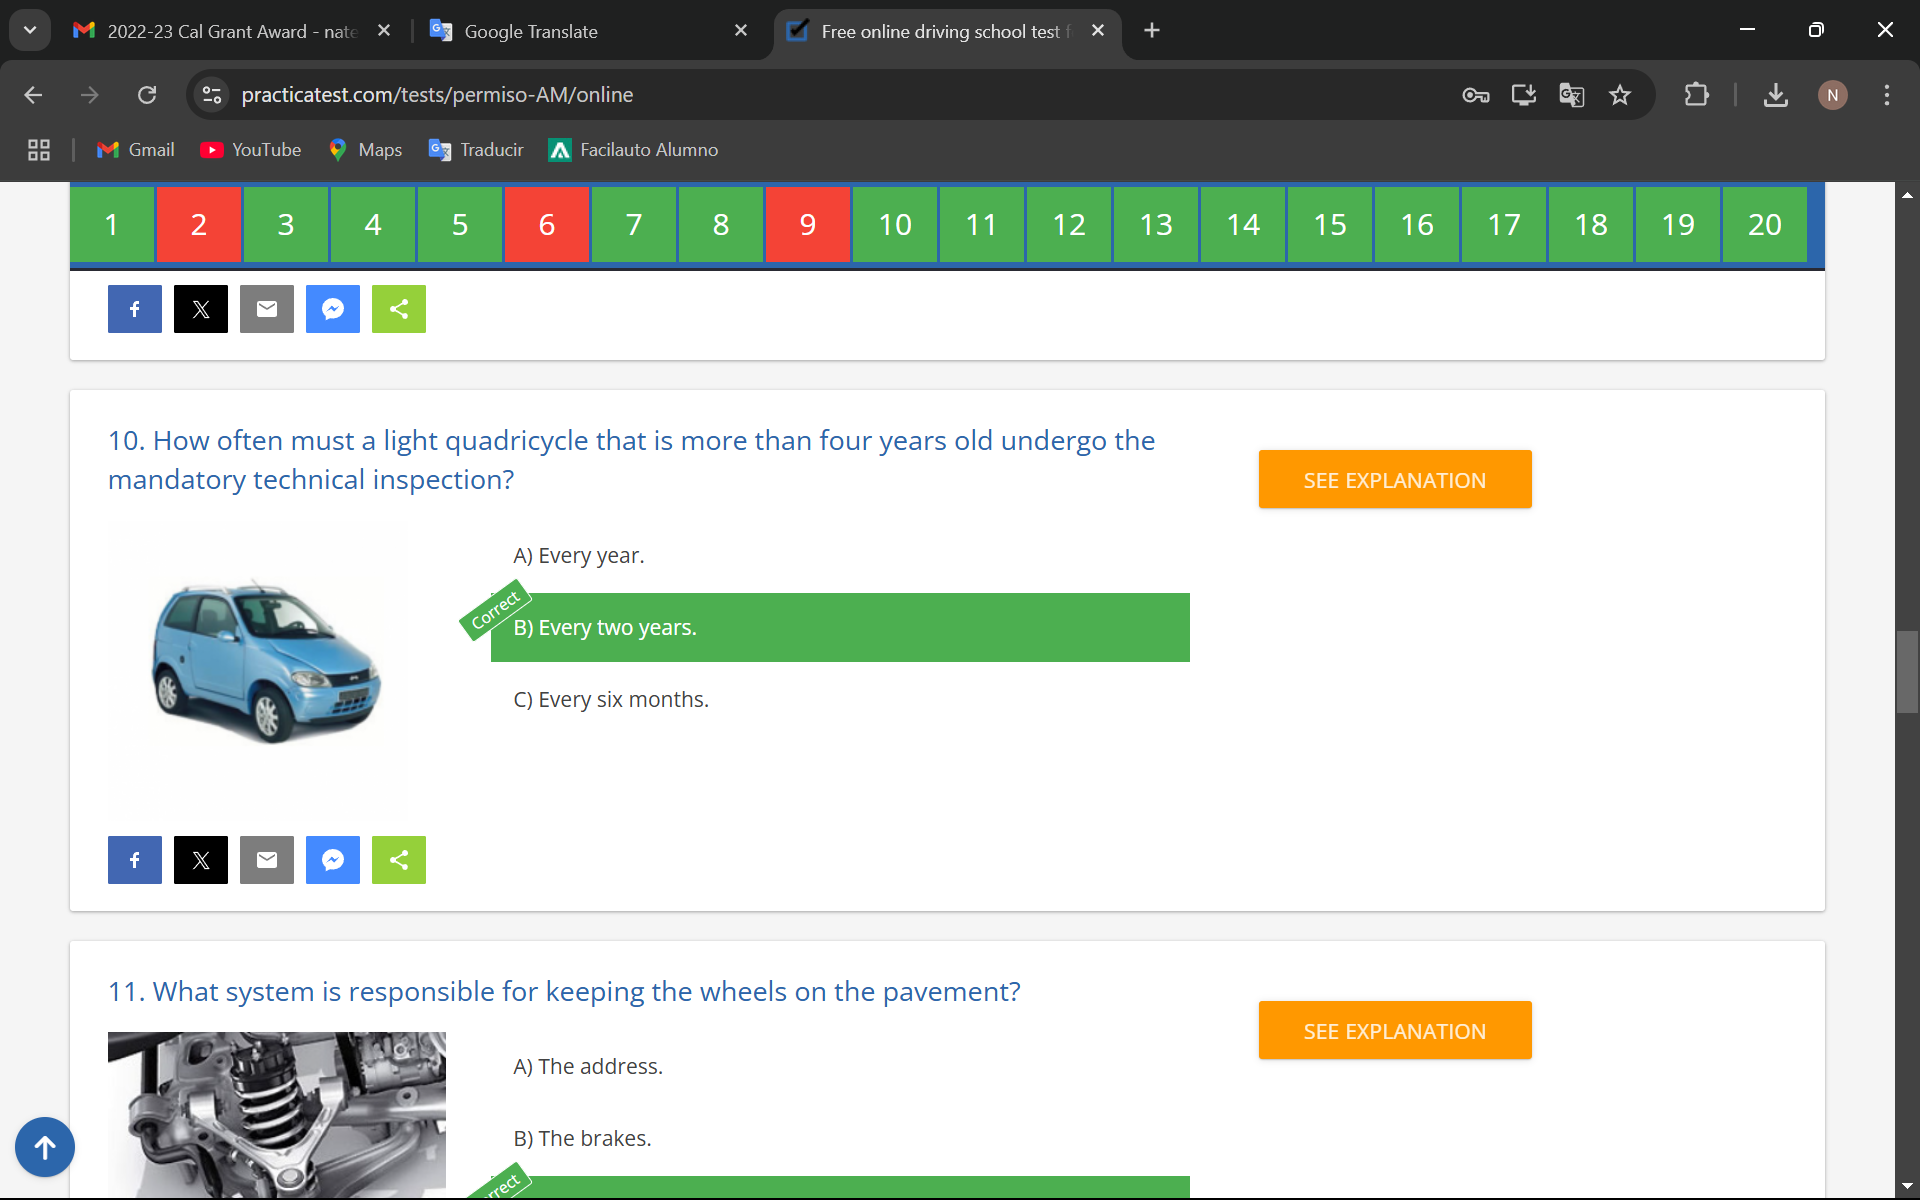 2022-23 Cal Grant Award - nate
Google Translate
Free online driving school test f
practicatest.com/tests/permiso-AM/online
N
Gmail
YouTube
Maps
Traducir
Facilauto Alumno
1 2 3 4 5 6 7 8 9 10 11 12 13 14 15 16 17 18 19 20
10. How often must a light quadricycle that is more than four years old undergo the
mandatory technical inspection?
SEE EXPLANATION
A) Every year.
Correct
B) Every two years.
C) Every six months.
11. What system is responsible for keeping the wheels on the pavement?
SEE EXPLANATION
A) The address.
B) The brakes.
rrect